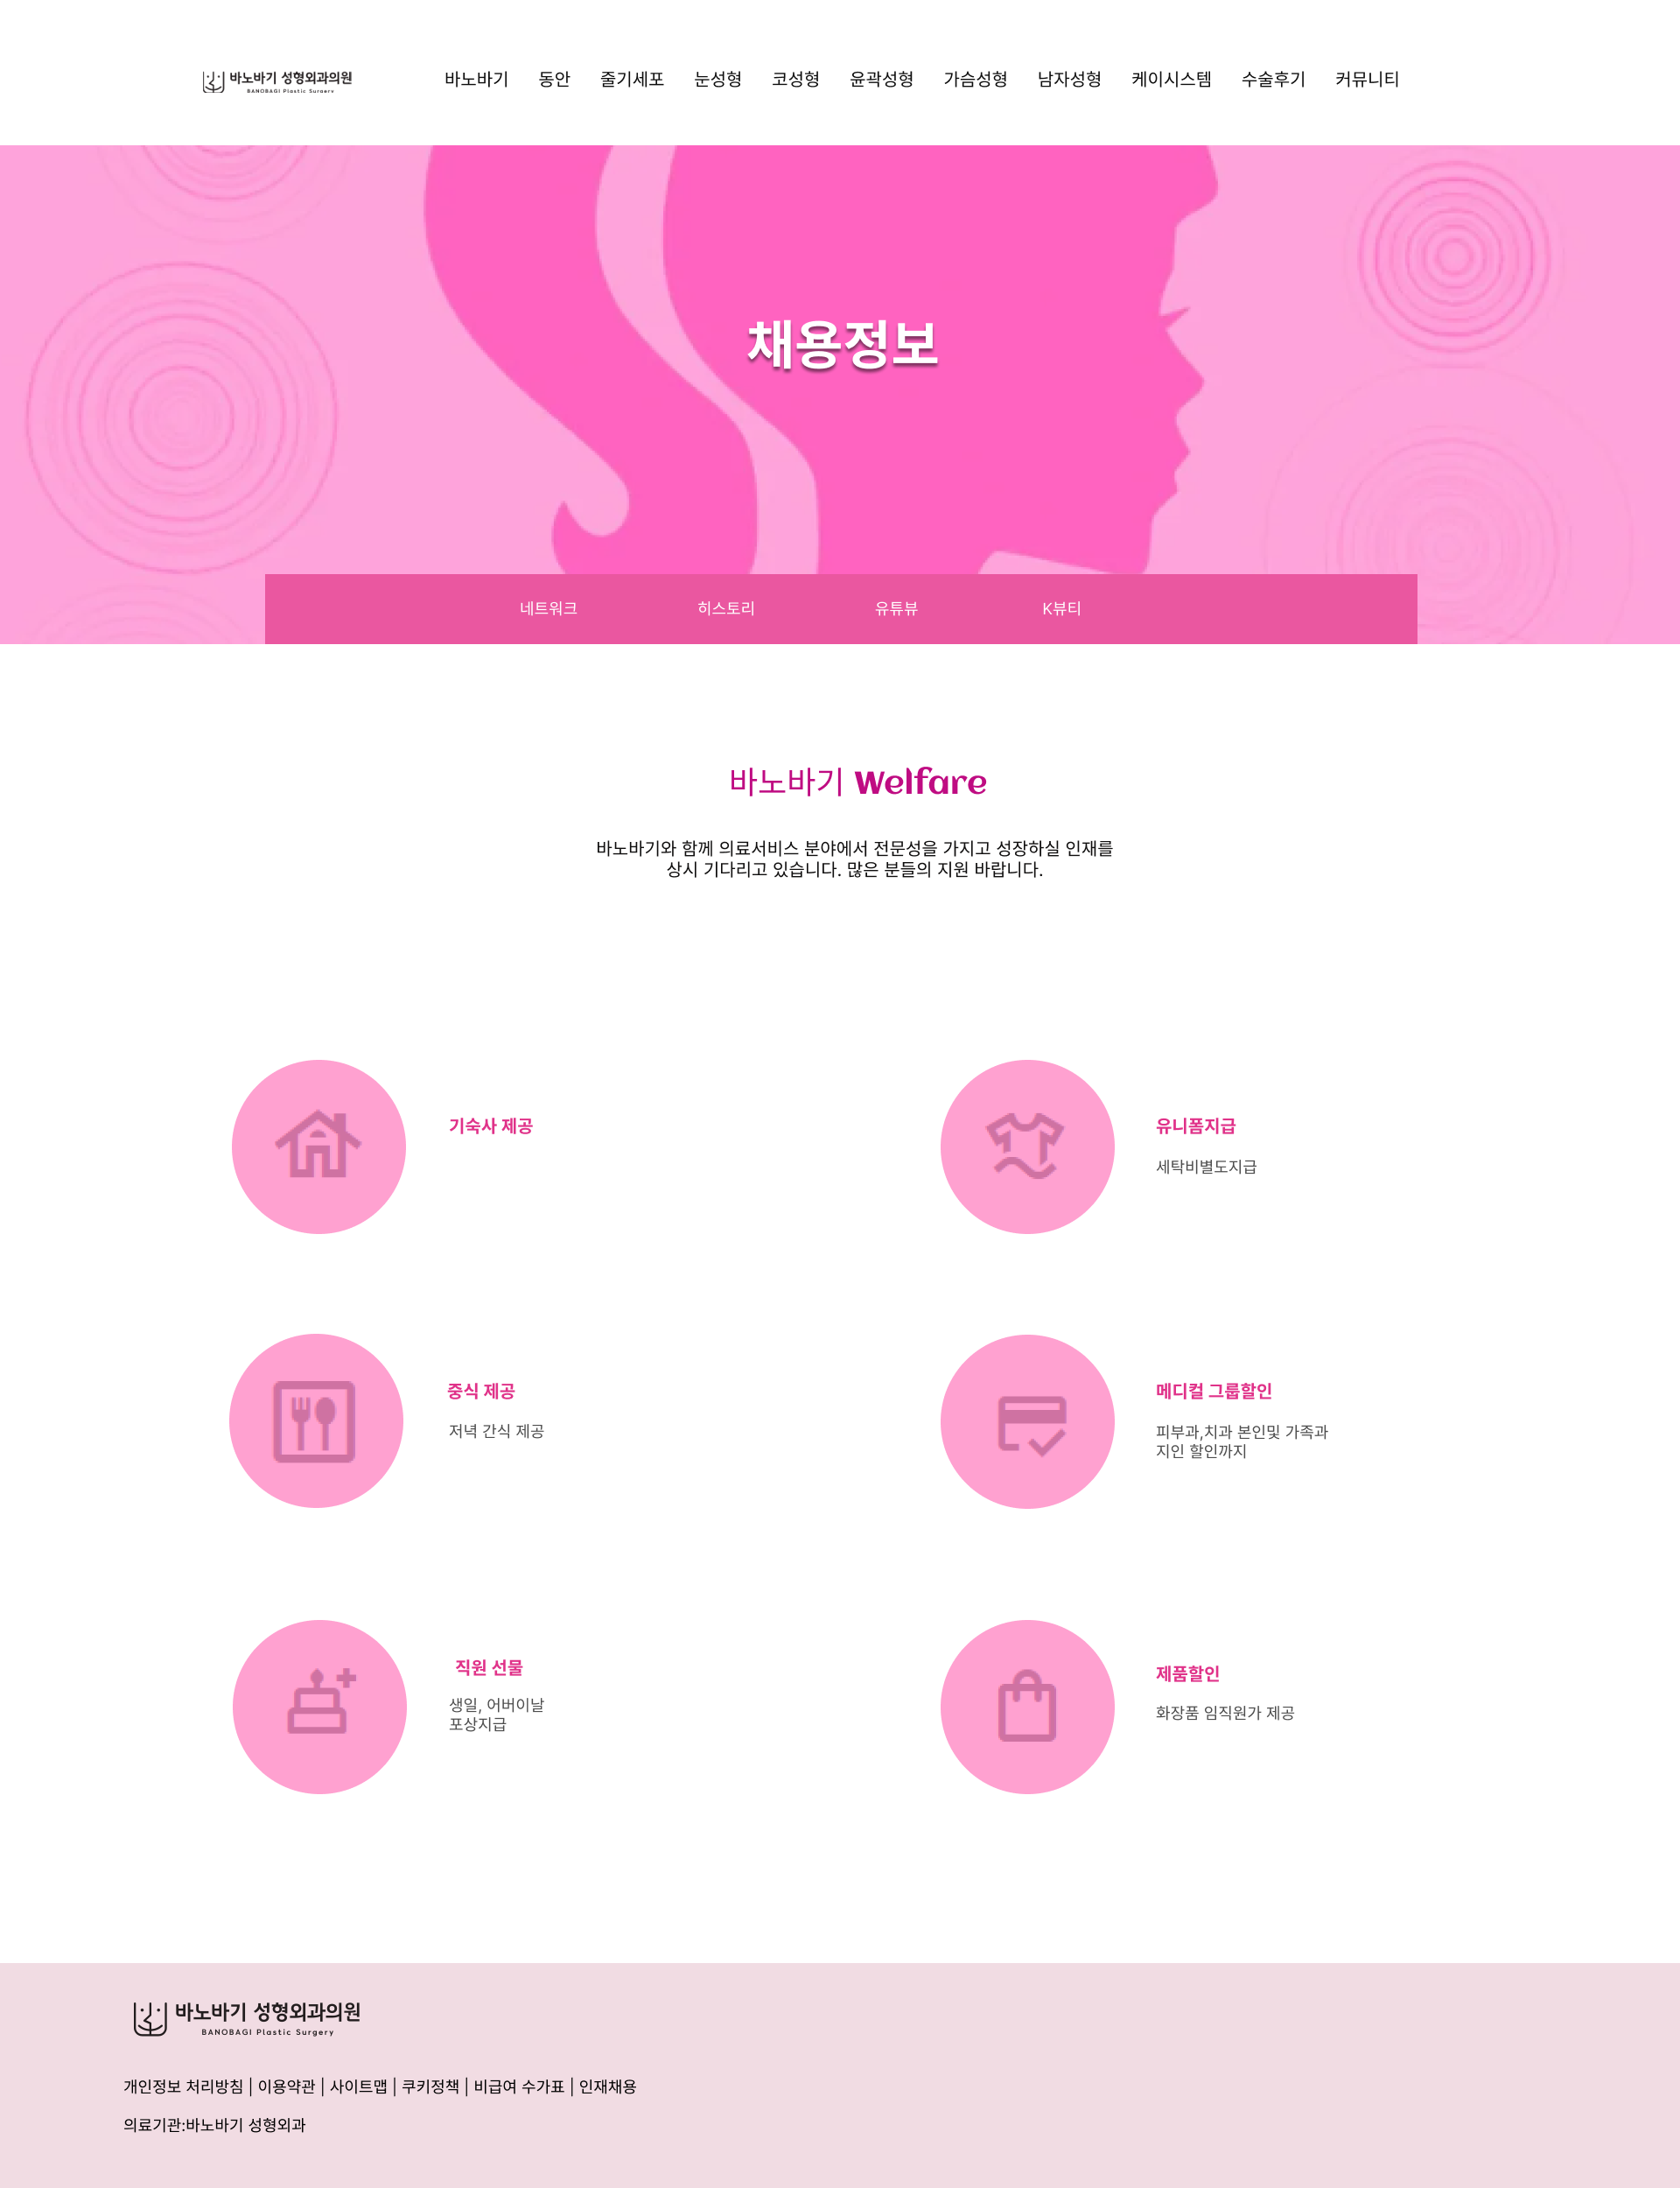 바노바기 성형외과의원
BANOBAGI Plastic Surgery
바노바기 동안 줄기세포 눈성형 코성형 윤곽성형 가슴성형 남자성형 케이시스템 수술후기 커뮤니티
채용정보
네트워크 히스토리 유튜뷰 K뷰티
바노바기 Welfare
바노바기와 함께 의료서비스 분야에서 전문성을 가지고 성장하실 인재를
상시 기다리고 있습니다. 많은 분들의 지원 바랍니다.
기숙사 제공
유니폼지급
세탁비별도지급
중식 제공
저녁 간식 제공
메디컬 그룹할인
피부과,치과 본인및 가족과
지인 할인까지
직원 선물
생일, 어버이날
포상지급
제품할인
화장품 임직원가 제공
바노바기 성형외과의원
BANOBAGI Plastic Surgery
개인정보 처리방침 | 이용약관 | 사이트맵 | 쿠키정책 | 비급여 수가표 | 인재채용
의료기관:바노바기 성형외과